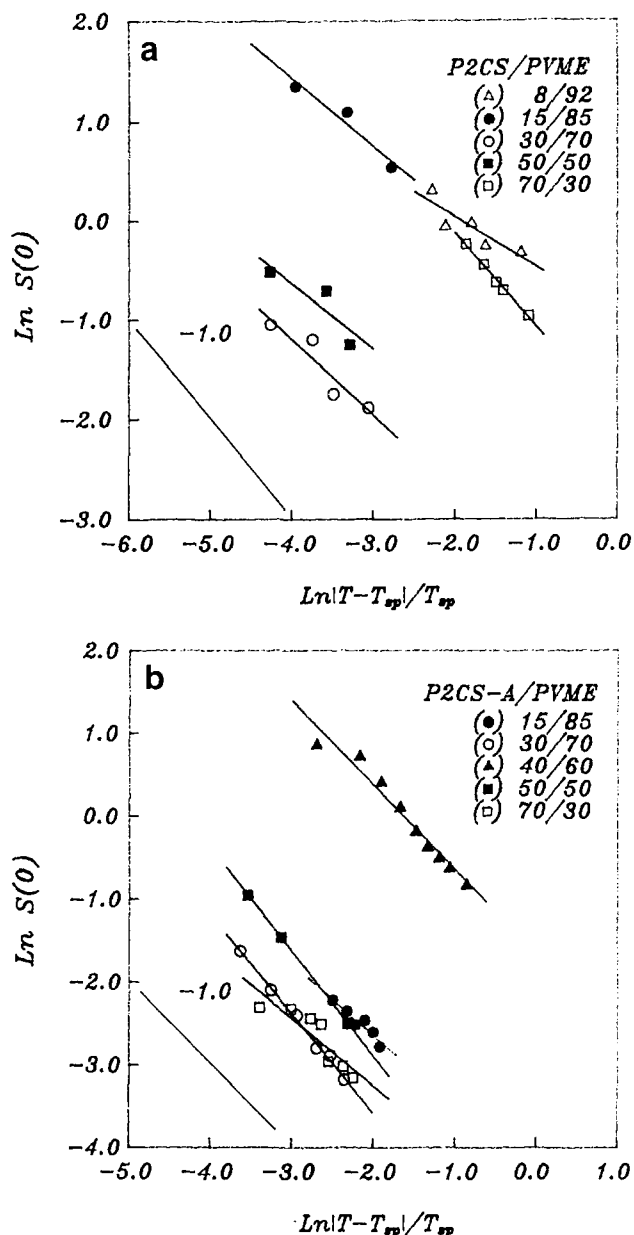 a
2.0
1.0
0.0
-1.0
-2.0
-3.0
P2CS/PVME
(△) 8/92
(●) 15/85
(○) 30/70
(■) 50/50
(□) 70/30
-1.0
-6.0 -5.0 -4.0 -3.0 -2.0 -1.0 0.0
Ln S(0)
Ln|T-Tsp|/Tsp
b
2.0
1.0
0.0
-1.0
-2.0
-3.0
-4.0
P2CS-A/PVME
(●) 15/85
(○) 30/70
(▲) 40/60
(■) 50/50
(□) 70/30
-1.0
-5.0 -4.0 -3.0 -2.0 -1.0 0.0 1.0
Ln S(0)
Ln|T-Tsp|/Tsp